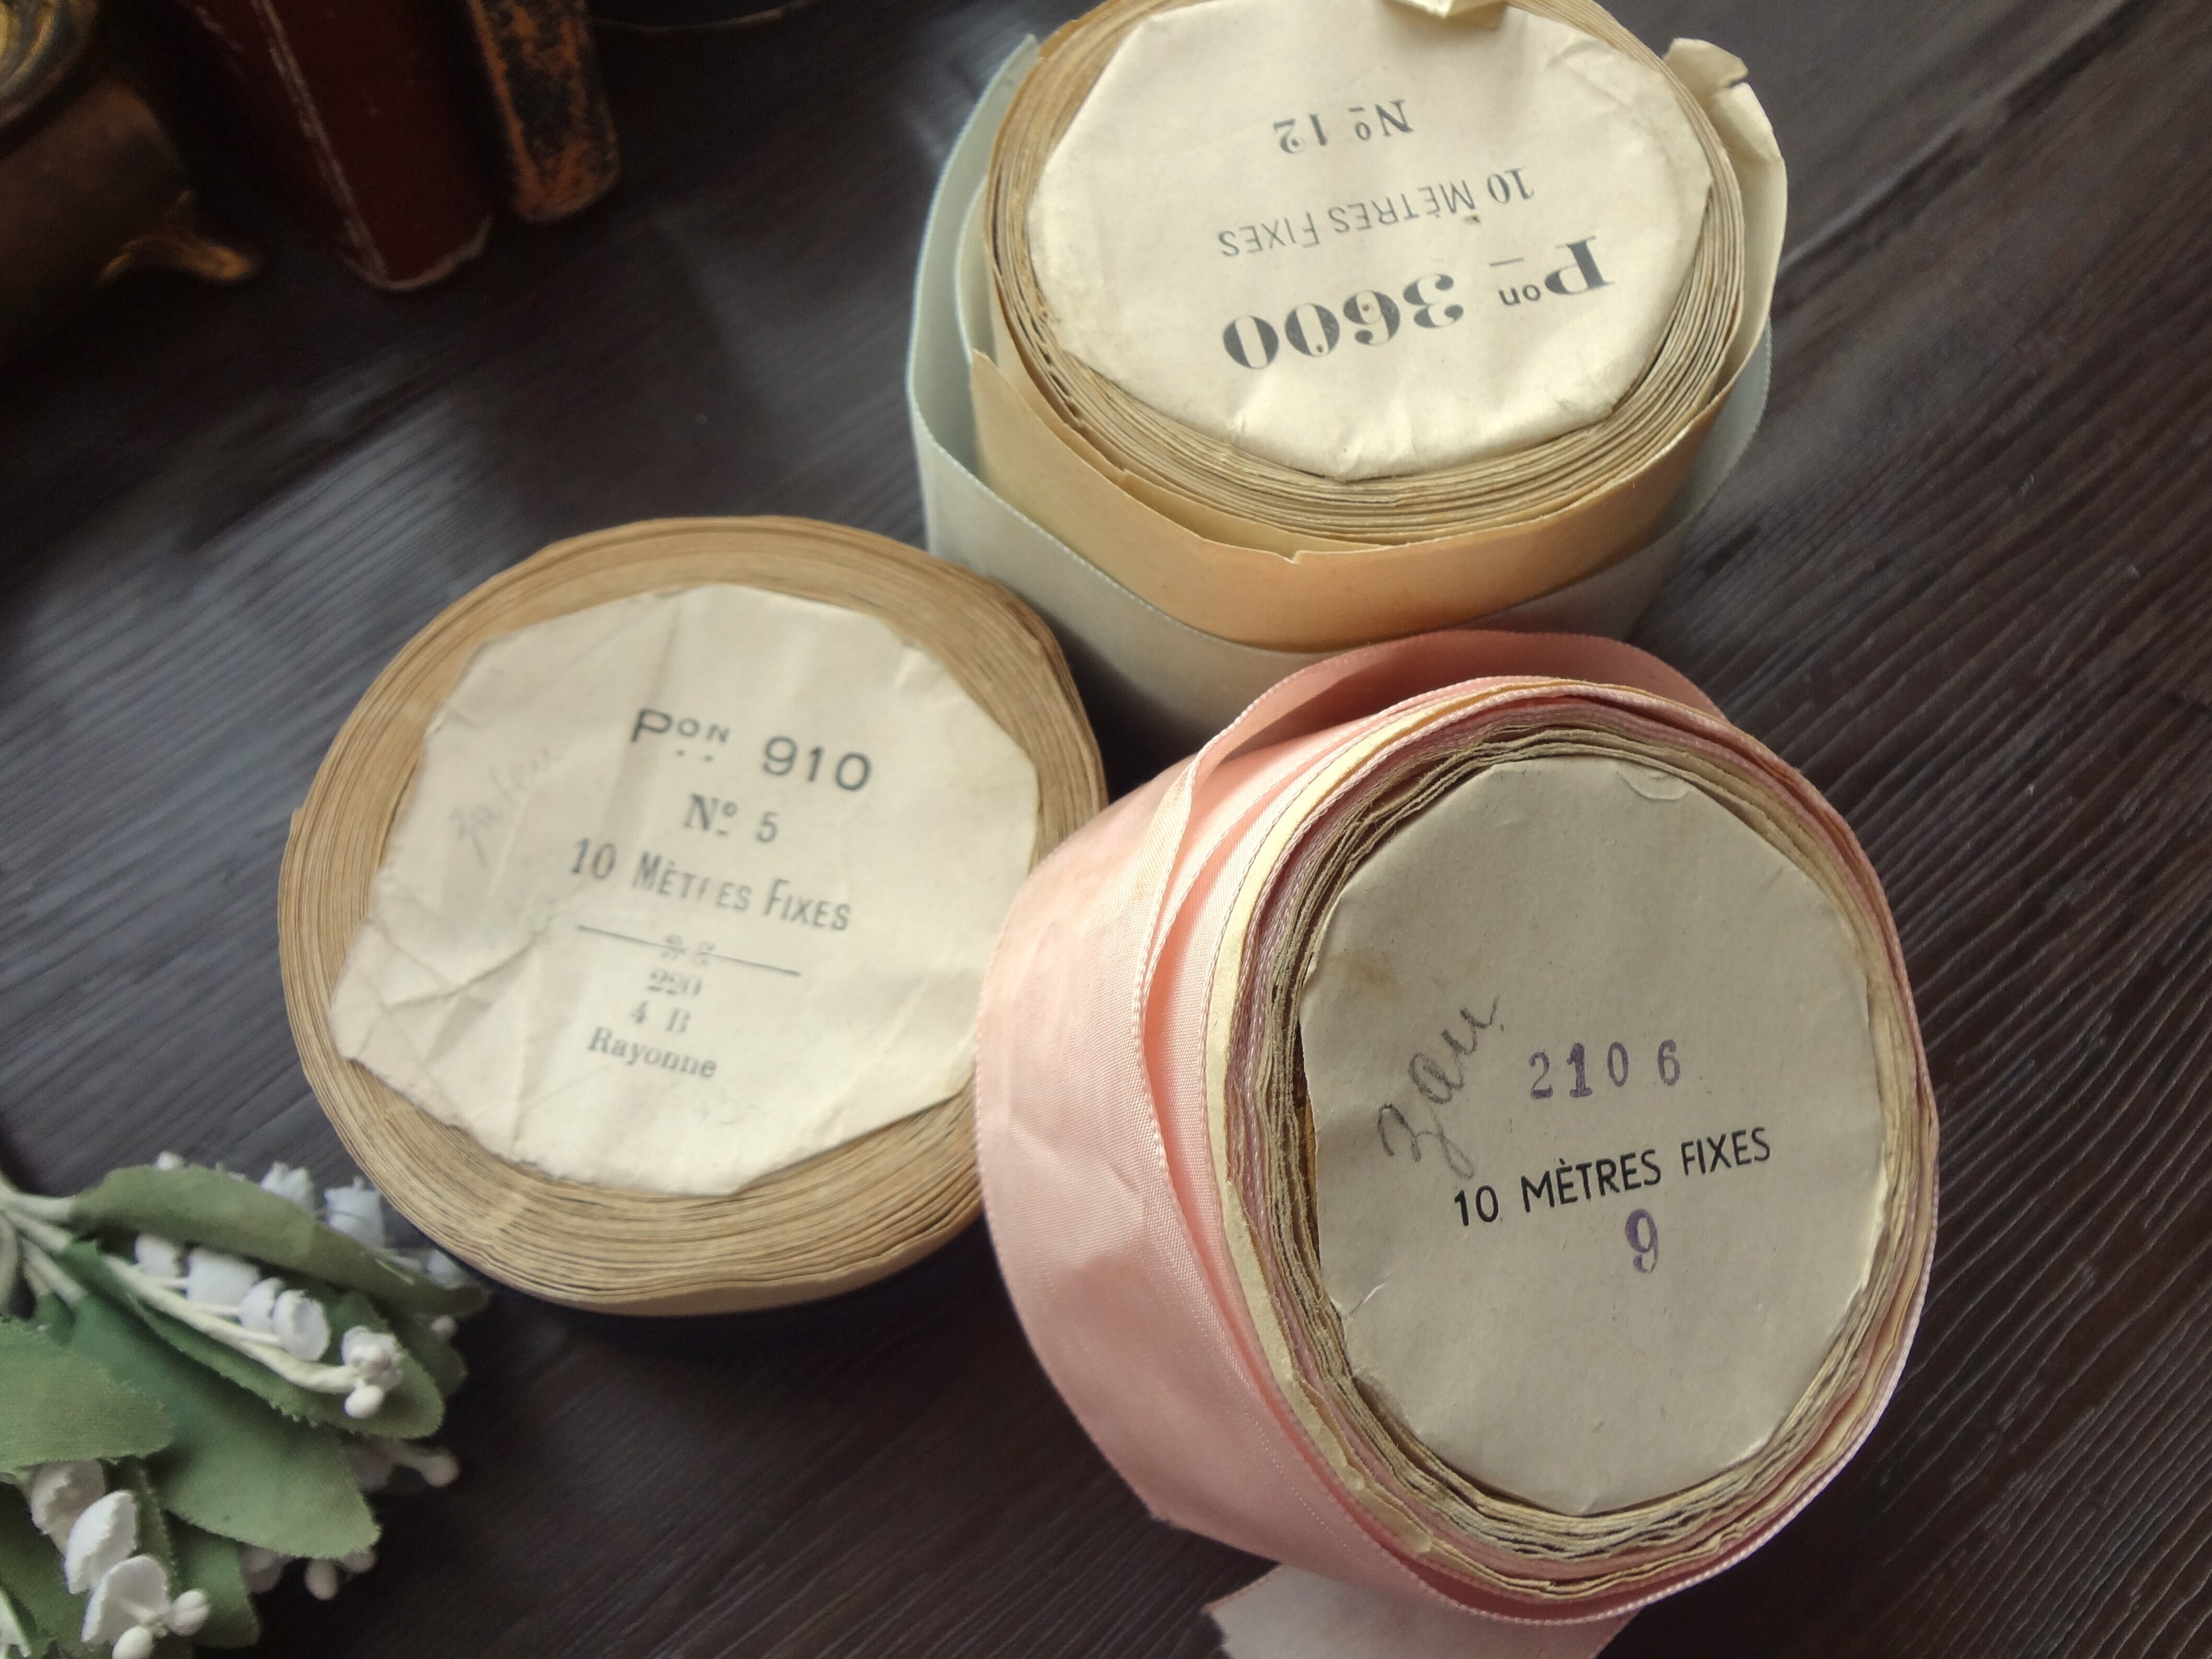 Pon 3600
10 MÈTRES FIXES
Nº 12
Pon 910
Nº 5
10 MÈTRES FIXES
220
4 B
Rayonne
2106
10 MÈTRES FIXES
9